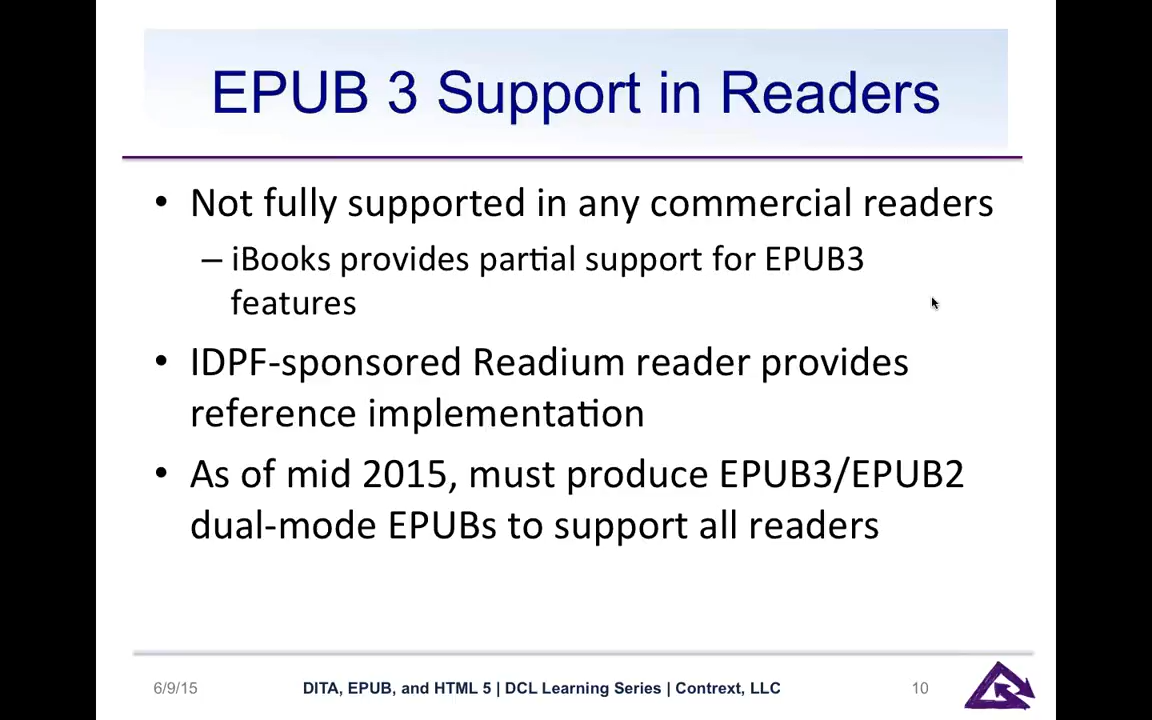 EPUB 3 Support in Readers
• Not fully supported in any commercial readers
– iBooks provides partial support for EPUB3
features
• IDPF-sponsored Readium reader provides
reference implementation
• As of mid 2015, must produce EPUB3/EPUB2
dual-mode EPUBs to support all readers
6/9/15 DITA, EPUB, and HTML 5 | DCL Learning Series | Contrext, LLC 10